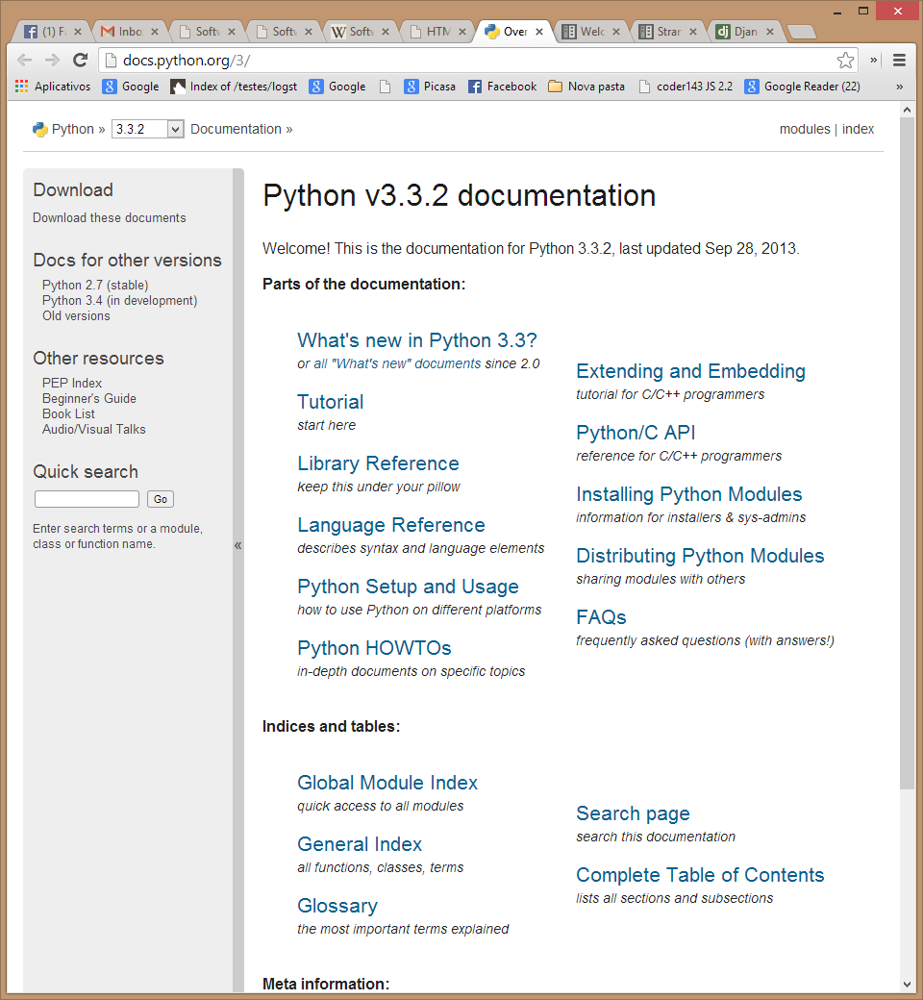 (1) F
Inbo
Softw
Softw
Softw
HTM
Over
Welc
Stran
Djan
docs.python.org/3/
Aplicativos Google Index of /testes/logst Google Picasa Facebook Nova pasta coder143 JS 2.2 Google Reader (22) »
Python » 3.3.2 Documentation » modules | index
Download
Download these documents
Docs for other versions
Python 2.7 (stable)
Python 3.4 (in development)
Old versions
Other resources
PEP Index
Beginner's Guide
Book List
Audio/Visual Talks
Quick search
Go
Enter search terms or a module,
class or function name.
«
Python v3.3.2 documentation
Welcome! This is the documentation for Python 3.3.2, last updated Sep 28, 2013.
Parts of the documentation:
What's new in Python 3.3?
or all "What's new" documents since 2.0
Tutorial
start here
Library Reference
keep this under your pillow
Language Reference
describes syntax and language elements
Python Setup and Usage
how to use Python on different platforms
Python HOWTOs
in-depth documents on specific topics
Extending and Embedding
tutorial for C/C++ programmers
Python/C API
reference for C/C++ programmers
Installing Python Modules
information for installers & sys-admins
Distributing Python Modules
sharing modules with others
FAQs
frequently asked questions (with answers!)
Indices and tables:
Global Module Index
quick access to all modules
General Index
all functions, classes, terms
Glossary
the most important terms explained
Search page
search this documentation
Complete Table of Contents
lists all sections and subsections
Meta information: